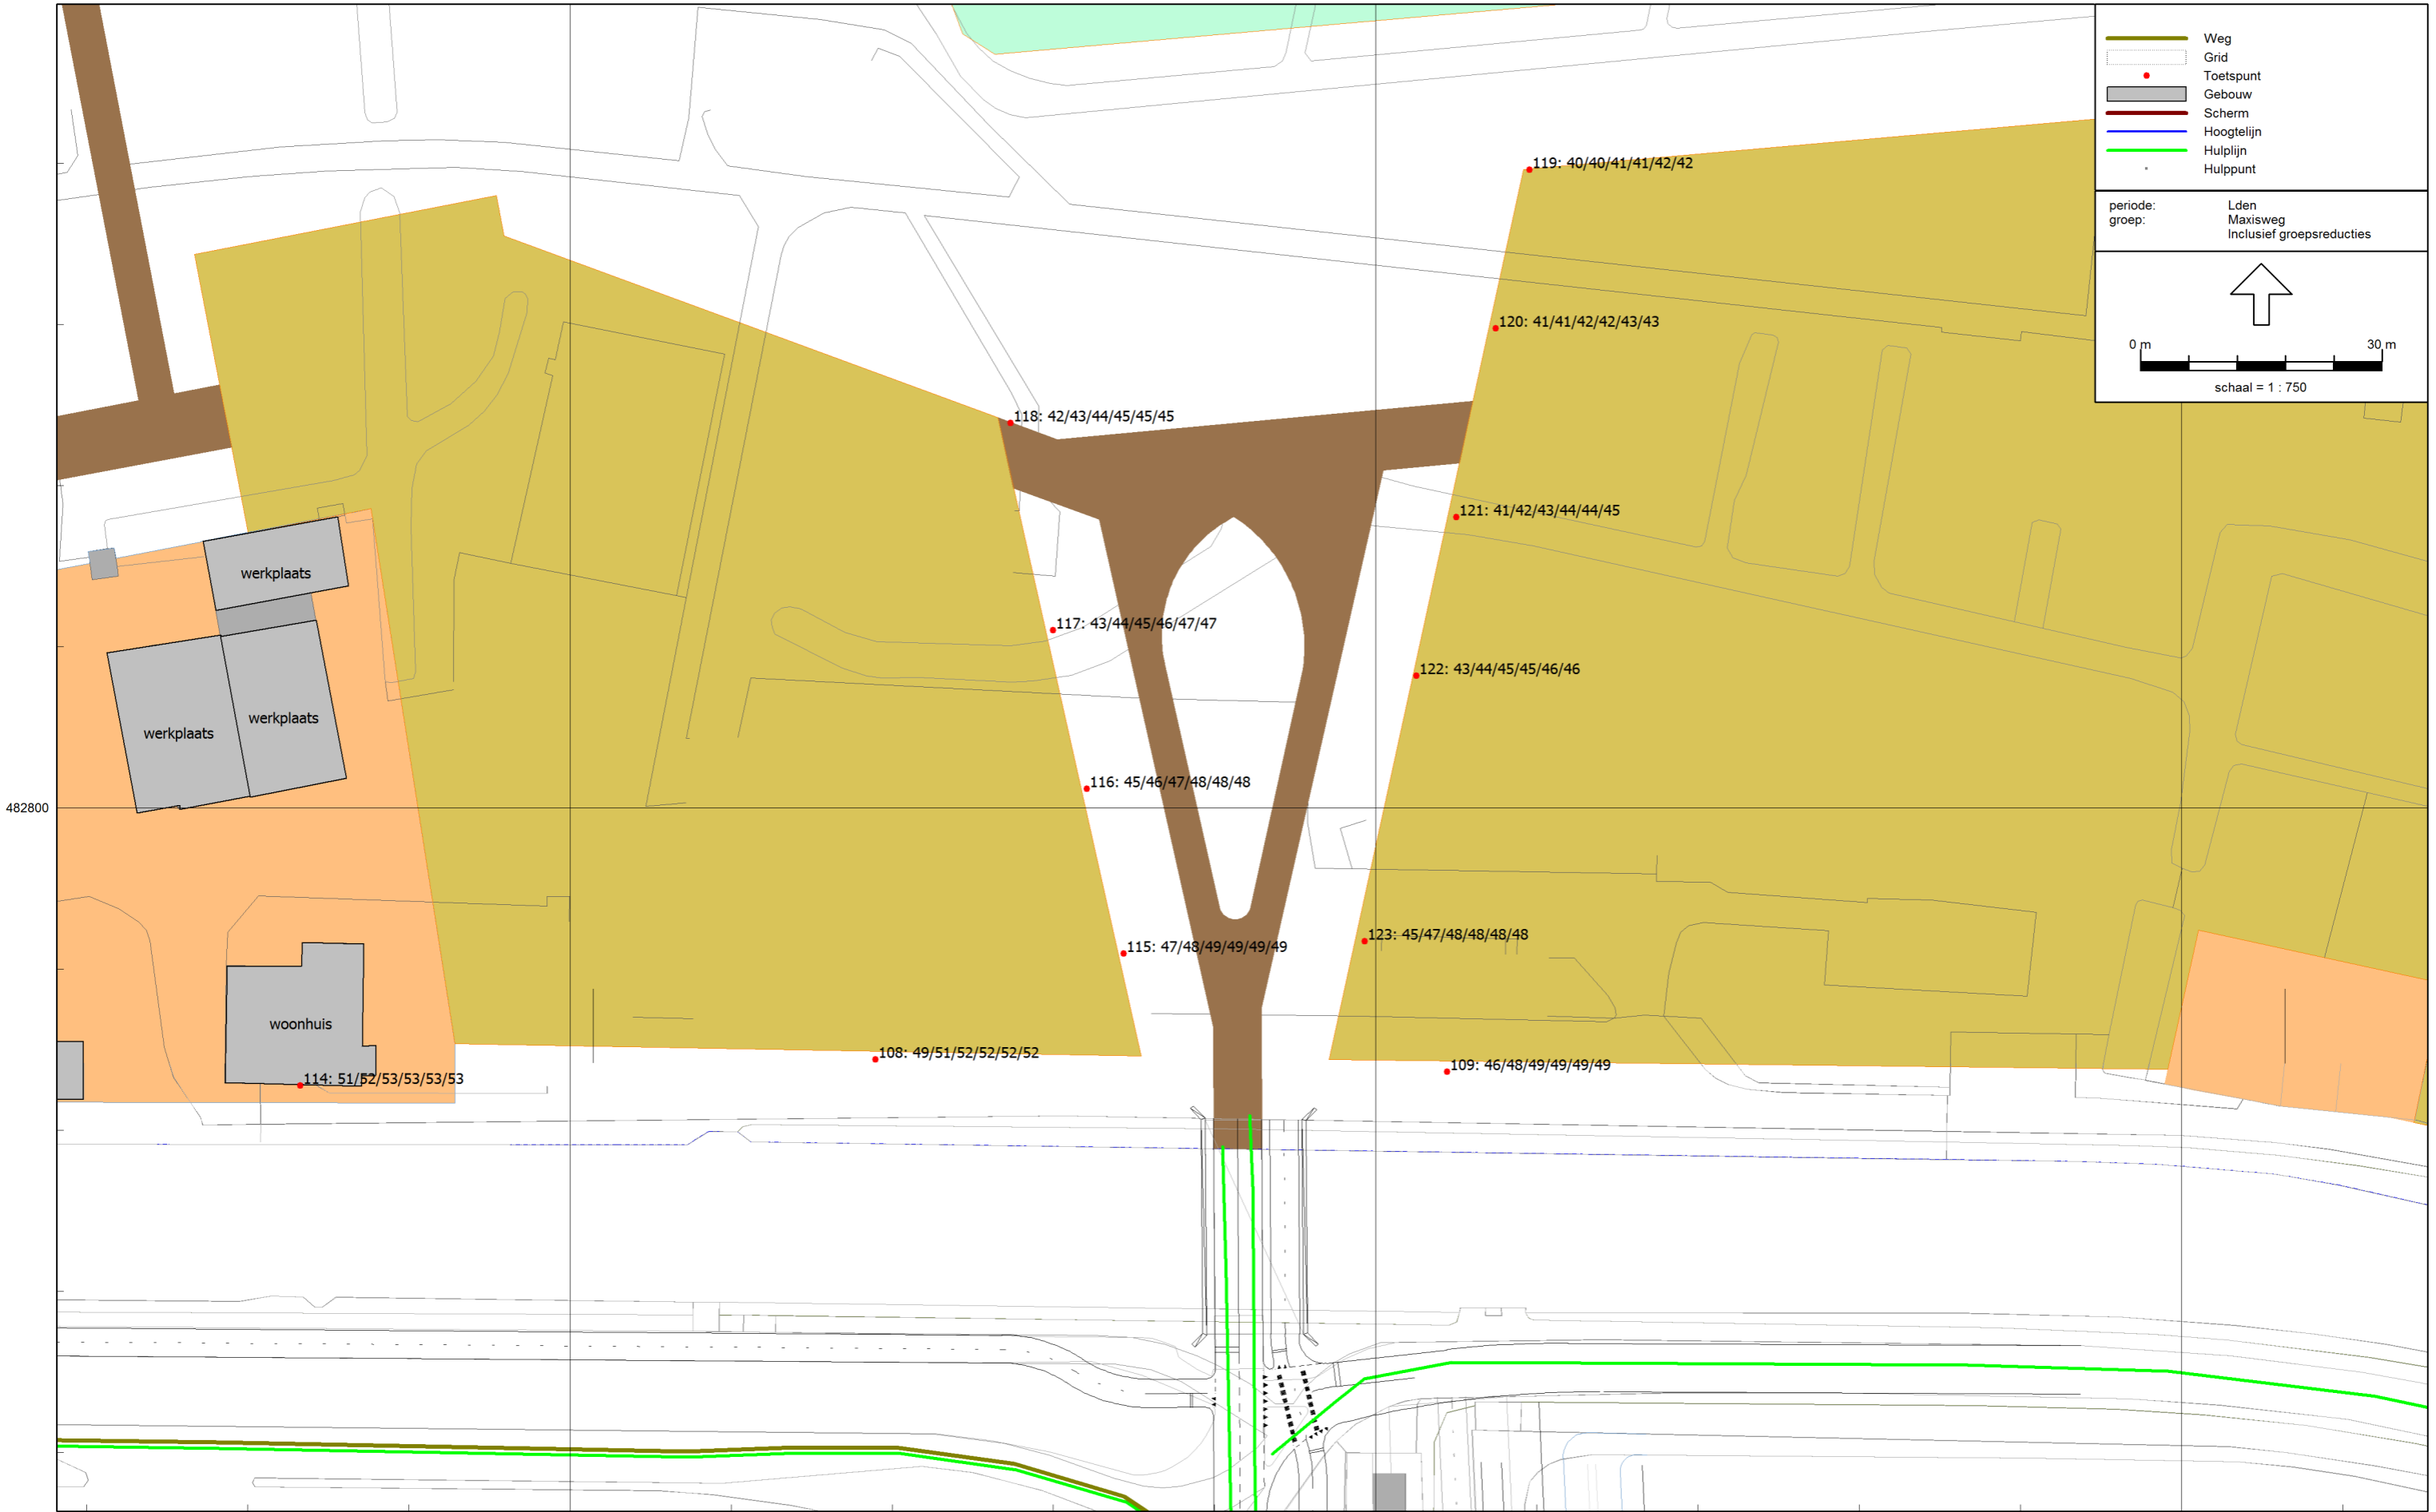 Weg
Grid
Toetspunt
Gebouw
Scherm
Hoogtelijn
Hulplijn
Hulppunt
periode: Lden
groep: Maxisweg
Inclusief groepsreducties
0 m 30 m
schaal = 1 : 750
119: 40/40/41/41/42/42
120: 41/41/42/42/43/43
118: 42/43/44/45/45/45
121: 41/42/43/44/44/45
werkplaats
117: 43/44/45/46/47/47
122: 43/44/45/45/46/46
werkplaats
werkplaats
116: 45/46/47/48/48/48
482800
123: 45/47/48/48/48/48
115: 47/48/49/49/49/49
woonhuis
108: 49/51/52/52/52/52
109: 46/48/49/49/49/49
114: 51/52/53/53/53/53